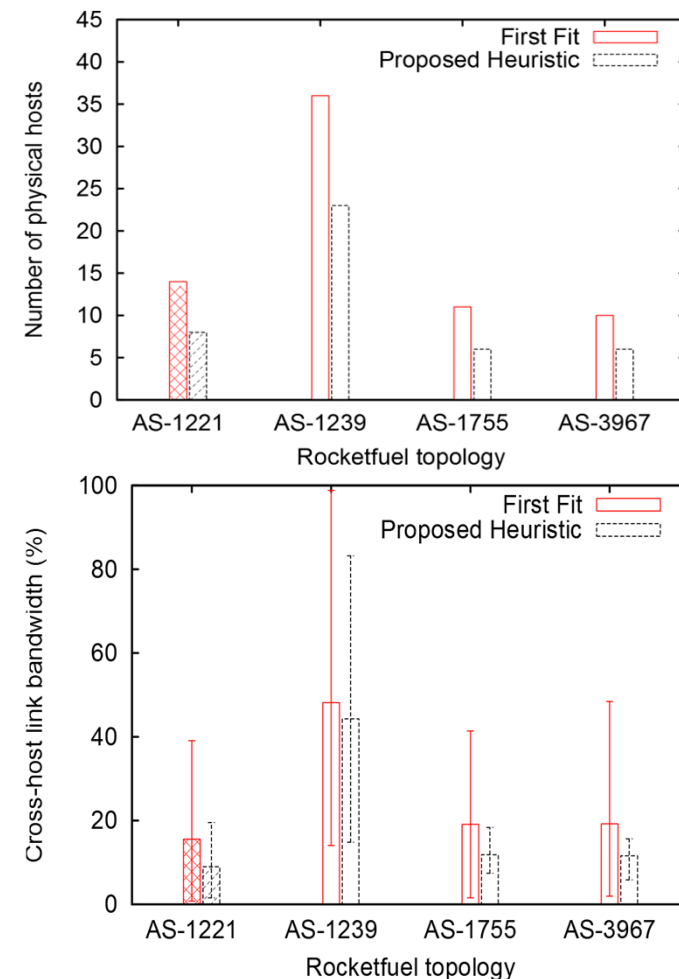 45
40
35
30
25
20
15
10
5
0
Number of physical hosts
First Fit
Proposed Heuristic
AS-1221 AS-1239 AS-1755 AS-3967
Rocketfuel topology
100
80
60
40
20
0
Cross-host link bandwidth (%)
First Fit
Proposed Heuristic
AS-1221 AS-1239 AS-1755 AS-3967
Rocketfuel topology